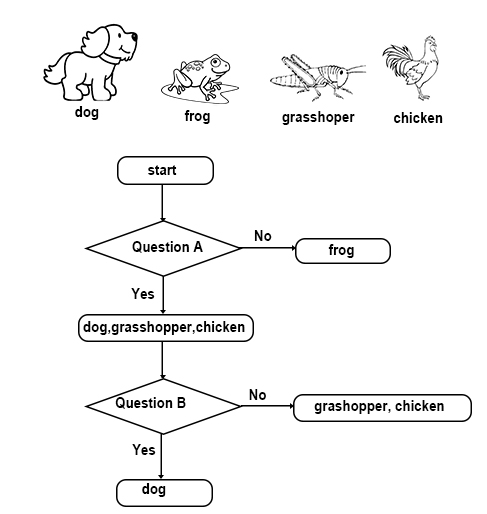 dog
frog
grasshoper
chicken
start
Question A
No
frog
Yes
dog,grasshopper,chicken
Question B
No
grashopper, chicken
Yes
dog